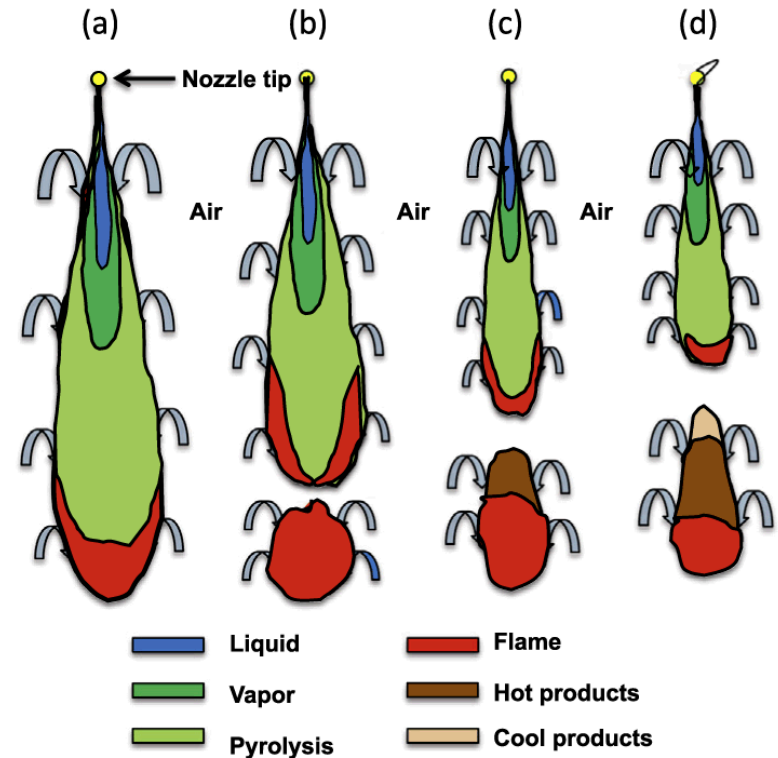 (a) (b) (c) (d)
Nozzle tip
Air Air Air
Liquid Flame
Vapor Hot products
Pyrolysis Cool products